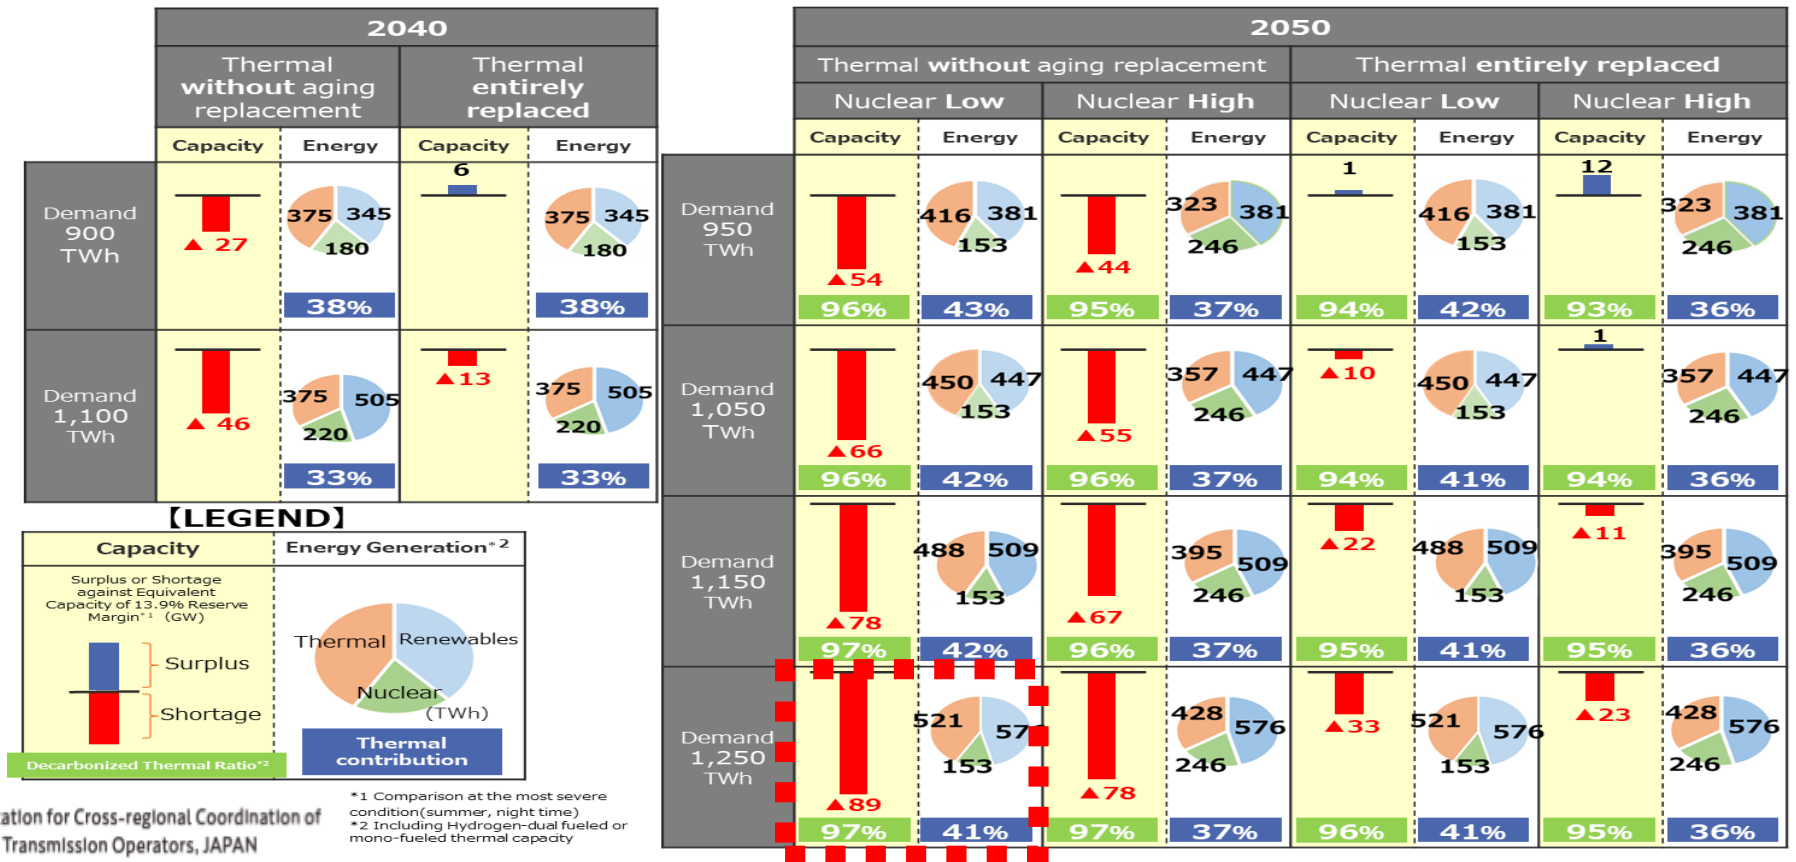 2040
Thermal
without aging
replacement
Thermal
entirely
replaced
Capacity Energy Capacity Energy
Demand
900
TWh
▲ 27
375 345
180
38%
6
375 345
180
38%
Demand
1,100
TWh
▲ 46
375 505
220
33%
▲13
375 505
220
33%
2050
Thermal without aging replacement Thermal entirely replaced
Nuclear Low Nuclear High Nuclear Low Nuclear High
Capacity Energy Capacity Energy Capacity Energy Capacity Energy
Demand
950
TWh
▲54
96%
416 381
153
43%
▲44
95%
323 381
246
37%
1
94%
416 381
153
42%
12
93%
323 381
246
36%
Demand
1,050
TWh
▲66
96%
450 447
153
42%
▲55
96%
357 447
246
37%
▲10
94%
450 447
153
41%
1
94%
357 447
246
36%
Demand
1,150
TWh
▲78
97%
488 509
153
42%
▲67
96%
395 509
246
37%
▲22
95%
488 509
153
41%
▲11
95%
395 509
246
36%
Demand
1,250
TWh
▲89
97%
521 57
153
41%
▲78
97%
428 576
246
37%
▲33
96%
521 576
153
41%
▲23
95%
428 576
246
36%
【LEGEND】
Capacity
Energy Generation*2
Surplus or Shortage
against Equivalent
Capacity of 13.9% Reserve
Margin*1 (GW)
Surplus
Shortage
Decarbonized Thermal Ratio*2
Thermal Renewables
Nuclear
(TWh)
Thermal
contribution
*1 Comparison at the most severe
condition(summer, night time)
*2 Including Hydrogen-dual fueled or
mono-fueled thermal capacity
ation for Cross-regional Coordination of
Transmission Operators, JAPAN